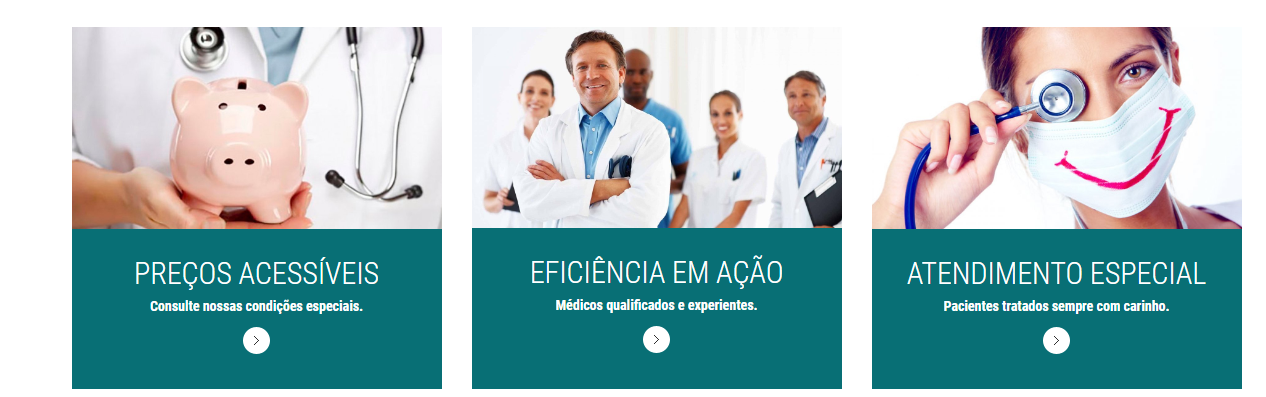 PREÇOS ACESSÍVEIS
Consulte nossas condições especiais.
EFICIÊNCIA EM AÇÃO
Médicos qualificados e experientes.
ATENDIMENTO ESPECIAL
Pacientes tratados sempre com carinho.